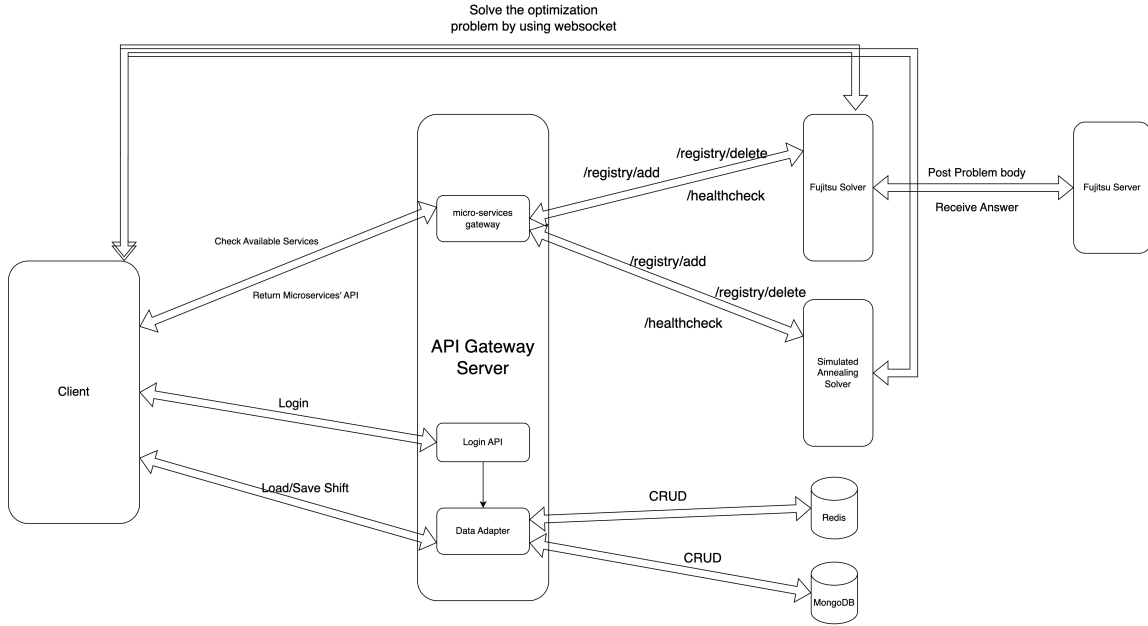 Solve the optimization
problem by using websocket
/registry/delete
/registry/add
/healthcheck
Fujitsu Solver
Post Problem body
Receive Answer
Fujitsu Server
micro-services
gateway
Check Available Services
Return Microservices' API
/registry/add
/registry/delete
/healthcheck
API Gateway
Server
Simulated
Annealing
Solver
Client
Login
Login API
Load/Save Shift
Data Adapter
CRUD
Redis
CRUD
MongoDB